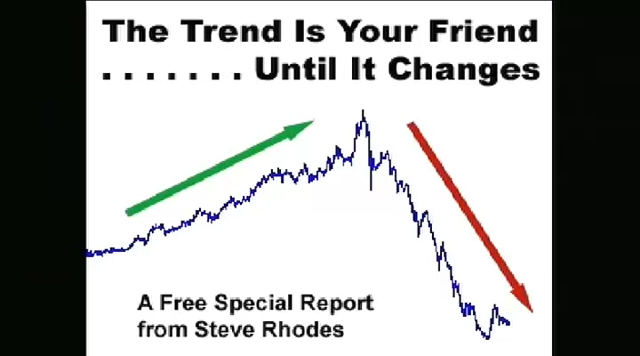 The Trend Is Your Friend
. . . . . . . Until It Changes
A Free Special Report
from Steve Rhodes